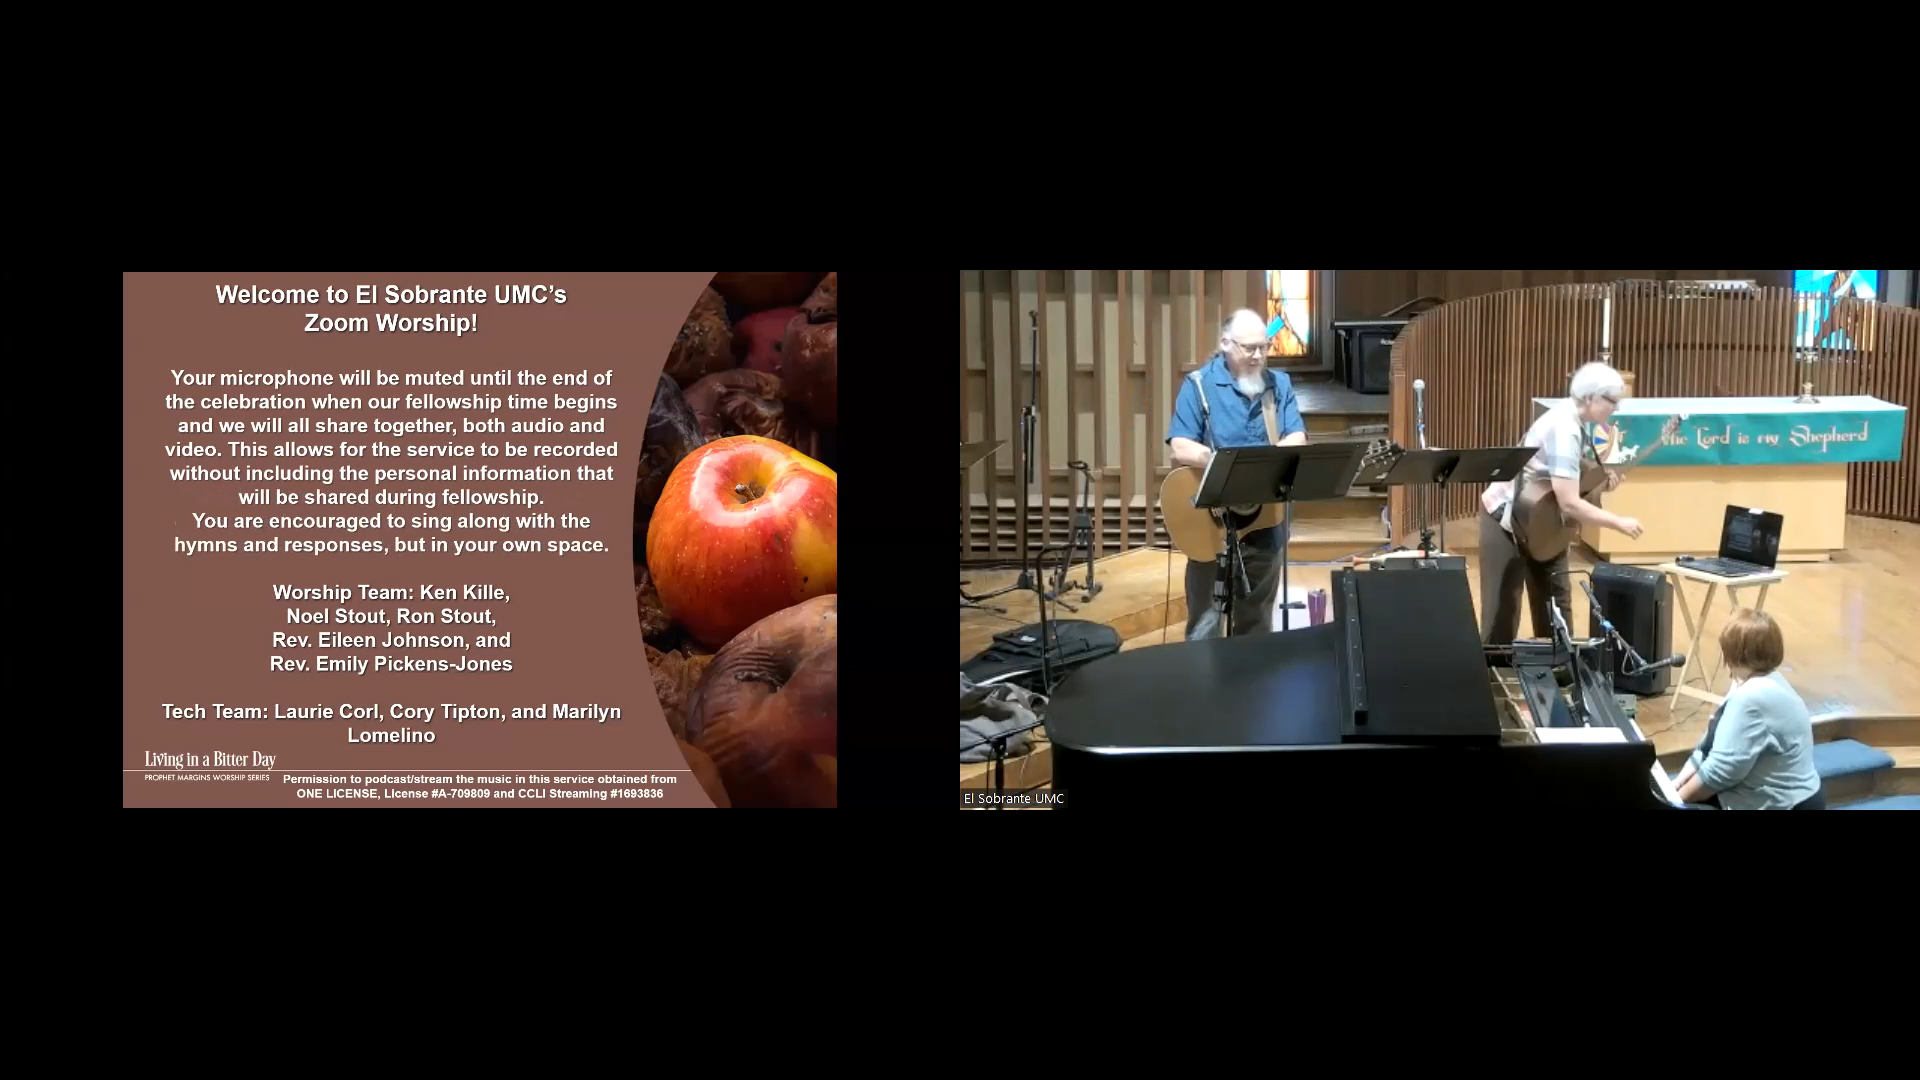 Welcome to El Sobrante UMC’s
Zoom Worship!
Your microphone will be muted until the end of
the celebration when our fellowship time begins
and we will all share together, both audio and
video. This allows for the service to be recorded
without including the personal information that
will be shared during fellowship.
You are encouraged to sing along with the
hymns and responses, but in your own space.
Worship Team: Ken Kille,
Noel Stout, Ron Stout,
Rev. Eileen Johnson, and
Rev. Emily Pickens-Jones
Tech Team: Laurie Corl, Cory Tipton, and Marilyn
Lomelino
Living in a Bitter Day
PROPHET MARGINS WORSHIP SERIES
Permission to podcast/stream the music in this service obtained from
ONE LICENSE, License #A-709809 and CCLI Streaming #1693836
The Lord is my Shepherd
El Sobrante UMC